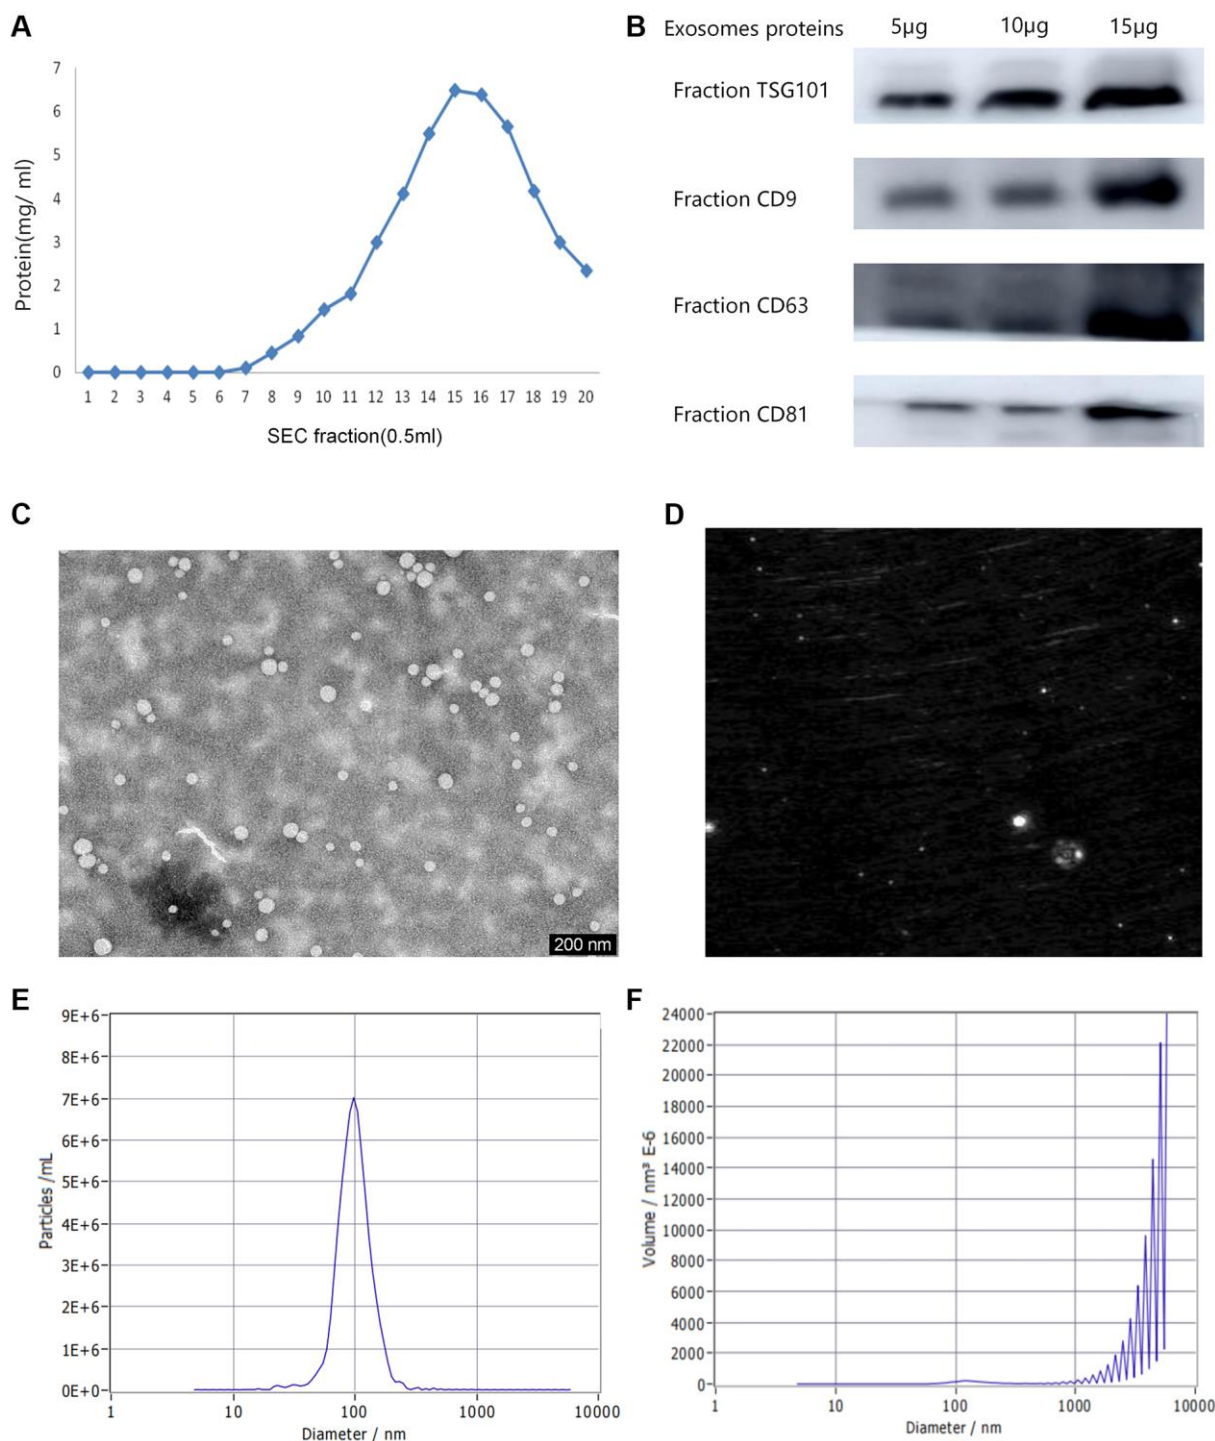 A
Protein(mg/ ml)
7
6
5
4
3
2
1
0
1 2 3 4 5 6 7 8 9 10 11 12 13 14 15 16 17 18 19 20
SEC fraction(0.5ml)
B
Exosomes proteins 5µg 10µg 15µg
Fraction TSG101
Fraction CD9
Fraction CD63
Fraction CD81
C
200 nm
D
E
Particles /mL
9E+6
8E+6
7E+6
6E+6
5E+6
4E+6
3E+6
2E+6
1E+6
0E+0
1 10 100 1000 10000
Diameter / nm
F
Volume / nm³ E-6
24000
22000
20000
18000
16000
14000
12000
10000
8000
6000
4000
2000
0
1 10 100 1000 10000
Diameter / nm